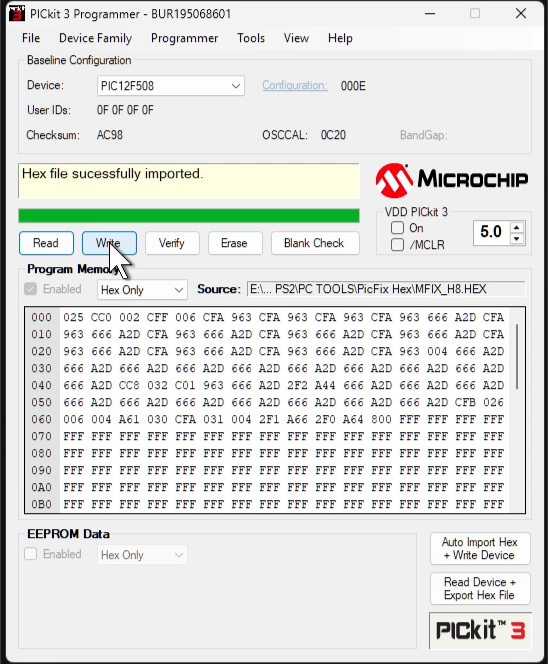 PICkit 3 Programmer - BUR195068601
File Device Family Programmer Tools View Help
Baseline Configuration
Device: PIC12F508 Configuration: 000E
User IDs: 0F 0F 0F 0F
Checksum: AC98 OSCCAL: 0C20 BandGap:
Hex file sucessfully imported.
MICROCHIP
VDD PICkit 3
On
/MCLR
5.0
Read Write Verify Erase Blank Check
Program Memory
Enabled Hex Only Source: E:\... PS2\PC TOOLS\PicFix Hex\MFIX_H8.HEX
000 025 CC0 002 CFF 006 CFA 963 CFA 963 CFA 963 CFA 963 666 A2D CFA
010 963 666 A2D CFA 963 666 A2D CFA 963 666 A2D CFA 963 666 A2D CFA
020 963 666 A2D CFA 963 666 A2D CFA 963 666 A2D CFA 963 004 666 A2D
030 666 A2D 666 A2D 666 A2D 666 A2D 666 A2D 666 A2D 666 A2D 666 A2D
040 666 A2D CC8 032 C01 963 666 A2D 2F2 A44 666 A2D 666 A2D 666 A2D
050 666 A2D 666 A2D 666 A2D 666 A2D 666 A2D 666 A2D 666 A2D CFB 026
060 006 004 A61 030 CFA 031 004 2F1 A66 2F0 A64 800 FFF FFF FFF FFF
070 FFF FFF FFF FFF FFF FFF FFF FFF FFF FFF FFF FFF FFF FFF FFF FFF
080 FFF FFF FFF FFF FFF FFF FFF FFF FFF FFF FFF FFF FFF FFF FFF FFF
090 FFF FFF FFF FFF FFF FFF FFF FFF FFF FFF FFF FFF FFF FFF FFF FFF
0A0 FFF FFF FFF FFF FFF FFF FFF FFF FFF FFF FFF FFF FFF FFF FFF FFF
0B0 FFF FFF FFF FFF FFF FFF FFF FFF FFF FFF FFF FFF FFF FFF FFF FFF
EEPROM Data
Enabled Hex Only
Auto Import Hex
+ Write Device
Read Device +
Export Hex File
PICkit™ 3